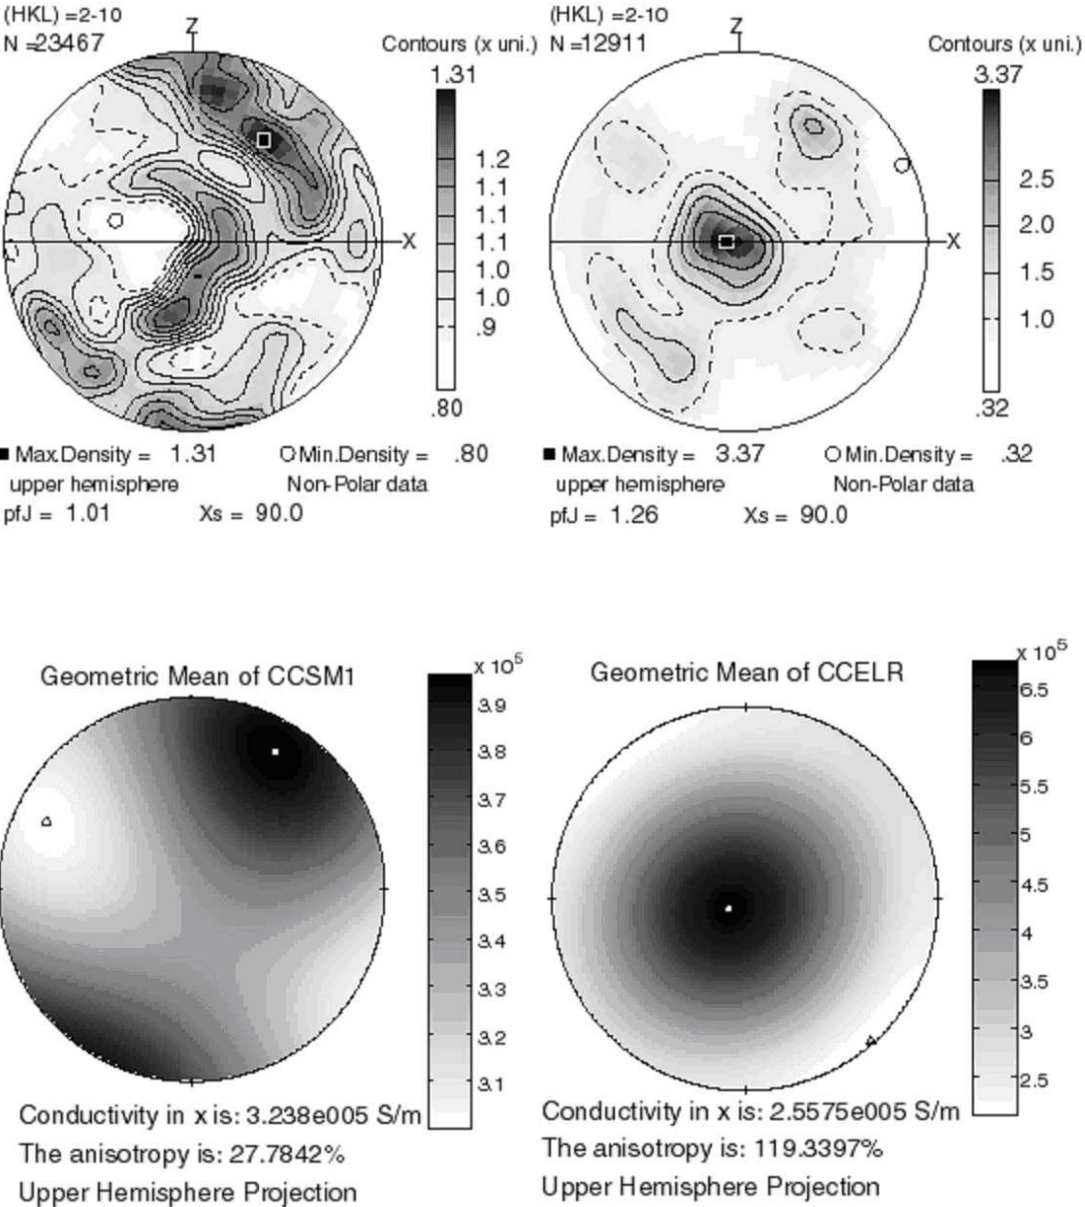 (HKL) =2-10
N =23467
Z
X
Contours (x uni.)
1.31
1.2
1.1
1.1
1.1
1.0
1.0
.9
.80
Max.Density = 1.31
Min.Density = .80
upper hemisphere
Non-Polar data
pfJ = 1.01
Xs = 90.0
(HKL) =2-10
N =12911
Z
X
Contours (x uni.)
3.37
2.5
2.0
1.5
1.0
.32
Max.Density = 3.37
Min.Density = .32
upper hemisphere
Non-Polar data
pfJ = 1.26
Xs = 90.0
Geometric Mean of CCSM1
x 10⁵
3.9
3.8
3.7
3.6
3.5
3.4
3.3
3.2
3.1
Conductivity in x is: 3.238e005 S/m
The anisotropy is: 27.7842%
Upper Hemisphere Projection
Geometric Mean of CCELR
x 10⁵
6.5
6
5.5
5
4.5
4
3.5
3
2.5
Conductivity in x is: 2.5575e005 S/m
The anisotropy is: 119.3397%
Upper Hemisphere Projection